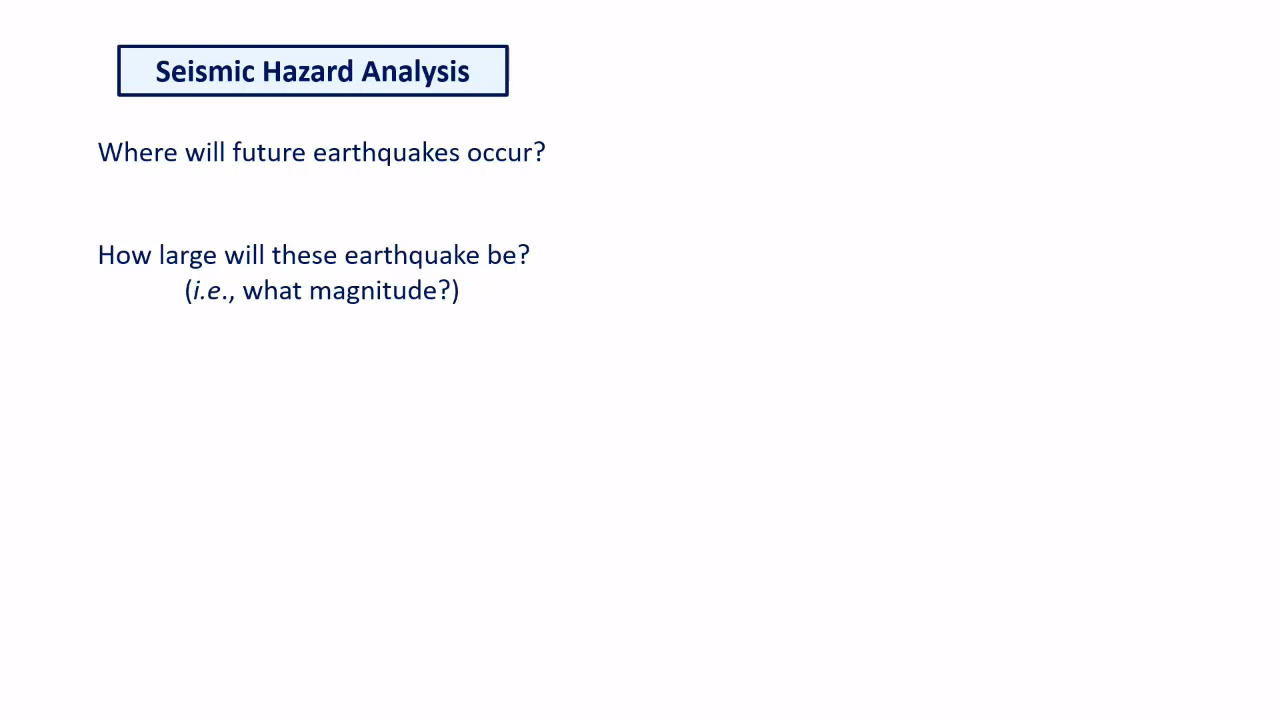 Seismic Hazard Analysis
Where will future earthquakes occur?
How large will these earthquake be?
(i.e., what magnitude?)